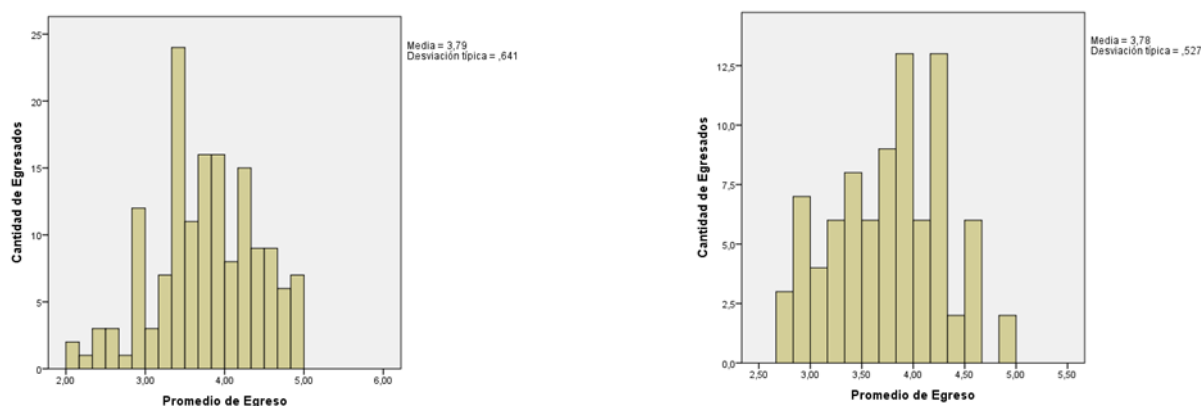 25
20
15
10
5
0
Cantidad de Egresados
2,00 3,00 4,00 5,00 6,00
Promedio de Egreso
Media = 3,79
Desviación típica = ,641
12,5
10,0
7,5
5,0
2,5
0,0
Cantidad de Egresados
2,50 3,00 3,50 4,00 4,50 5,00 5,50
Promedio de Egreso
Media = 3,78
Desviación típica = ,527